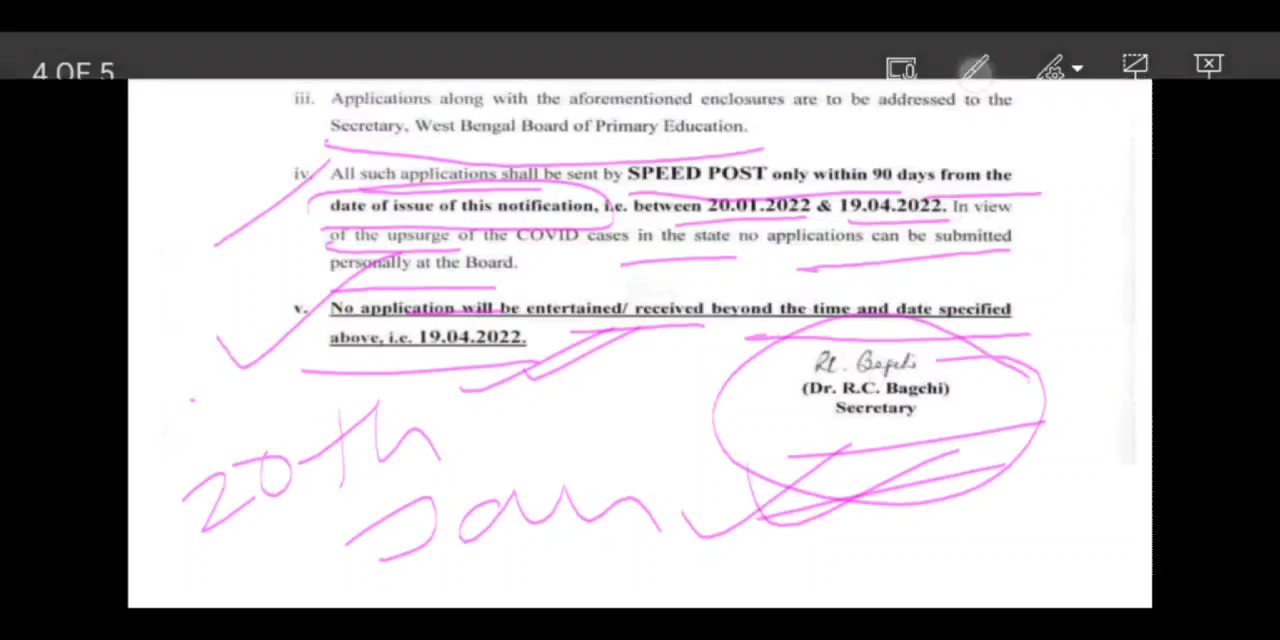 4 OF 5
iii. Applications along with the aforementioned enclosures are to be addressed to the
Secretary, West Bengal Board of Primary Education.
iv. All such applications shall be sent by SPEED POST only within 90 days from the
date of issue of this notification, i.e. between 20.01.2022 & 19.04.2022. In view
of the upsurge of the COVID cases in the state no applications can be submitted
personally at the Board.
v. No application will be entertained/ received beyond the time and date specified
above, i.e. 19.04.2022.
Rc. Bagchi
(Dr. R.C. Bagchi)
Secretary
20th
Jan